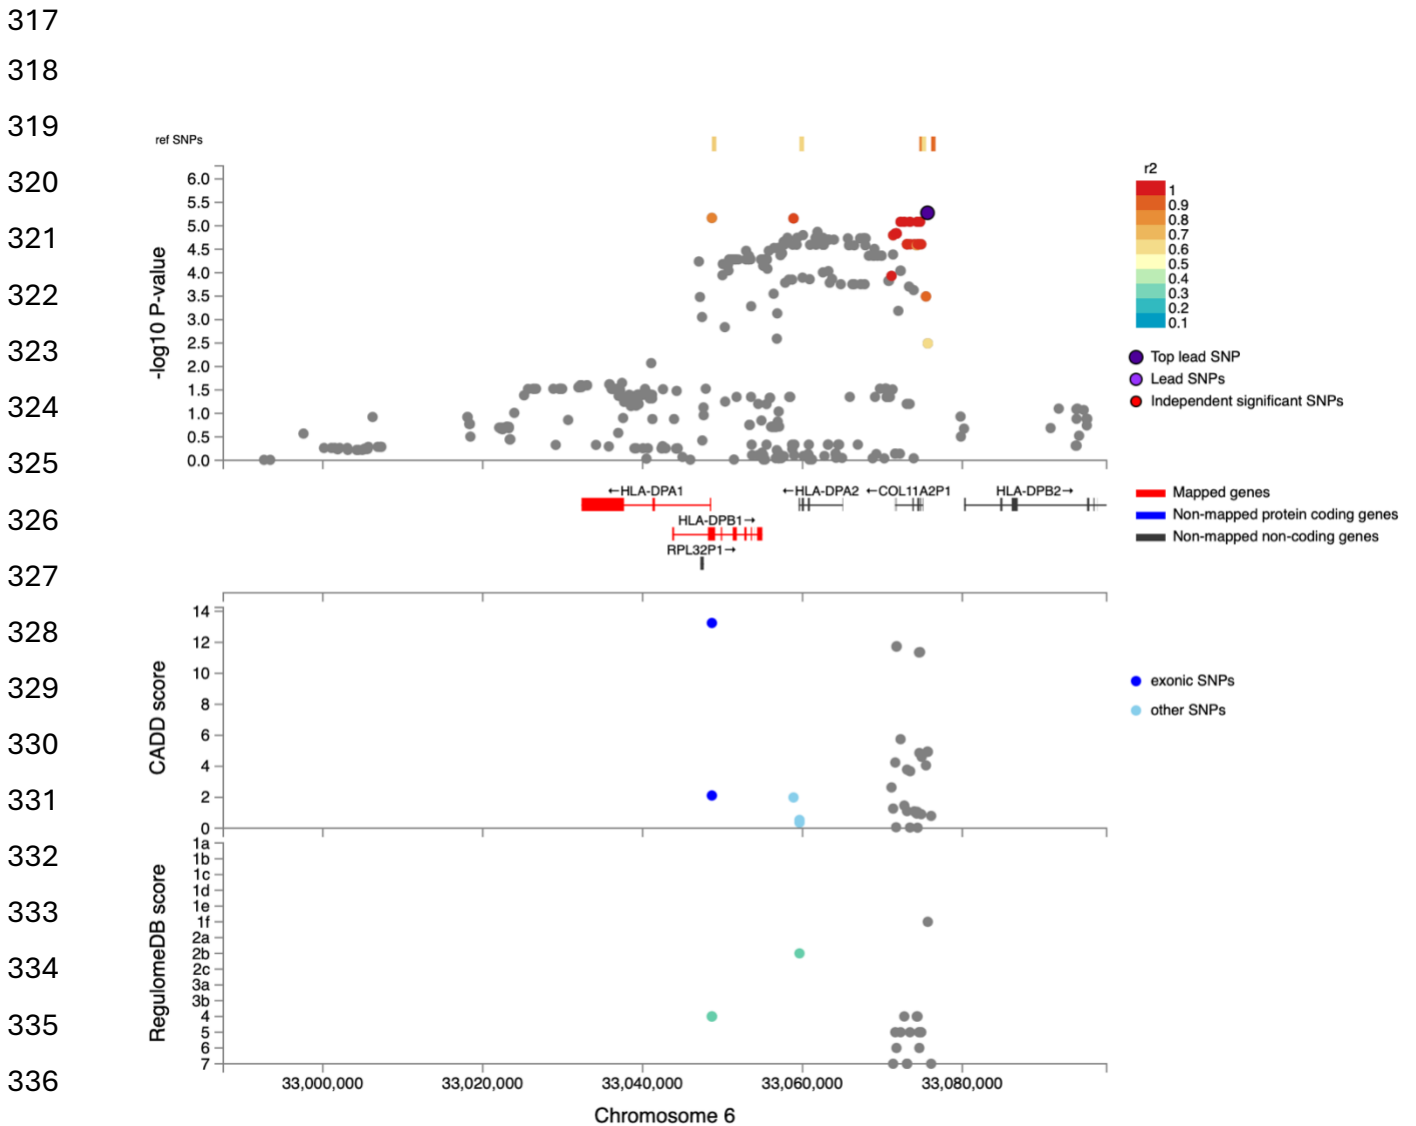 317
318
319
ref SNPs
320
6.0
5.5
5.0
4.5
4.0
3.5
3.0
2.5
2.0
1.5
1.0
0.5
0.0
-log10 P-value
r2
1
0.9
0.8
0.7
0.6
0.5
0.4
0.3
0.2
0.1
321
322
323
Top lead SNP
Lead SNPs
324
Independent significant SNPs
325
←HLA-DPA1
←HLA-DPA2
←COL11A2P1
HLA-DPB2→
Mapped genes
326
HLA-DPB1→
Non-mapped protein coding genes
RPL32P1→
Non-mapped non-coding genes
327
328
14
12
10
8
6
4
2
0
CADD score
329
exonic SNPs
other SNPs
330
331
332
1a
1b
1c
1d
1e
1f
2a
2b
2c
3a
3b
4
5
6
7
RegulomeDB score
333
334
335
336
33,000,000
33,020,000
33,040,000
33,060,000
33,080,000
Chromosome 6